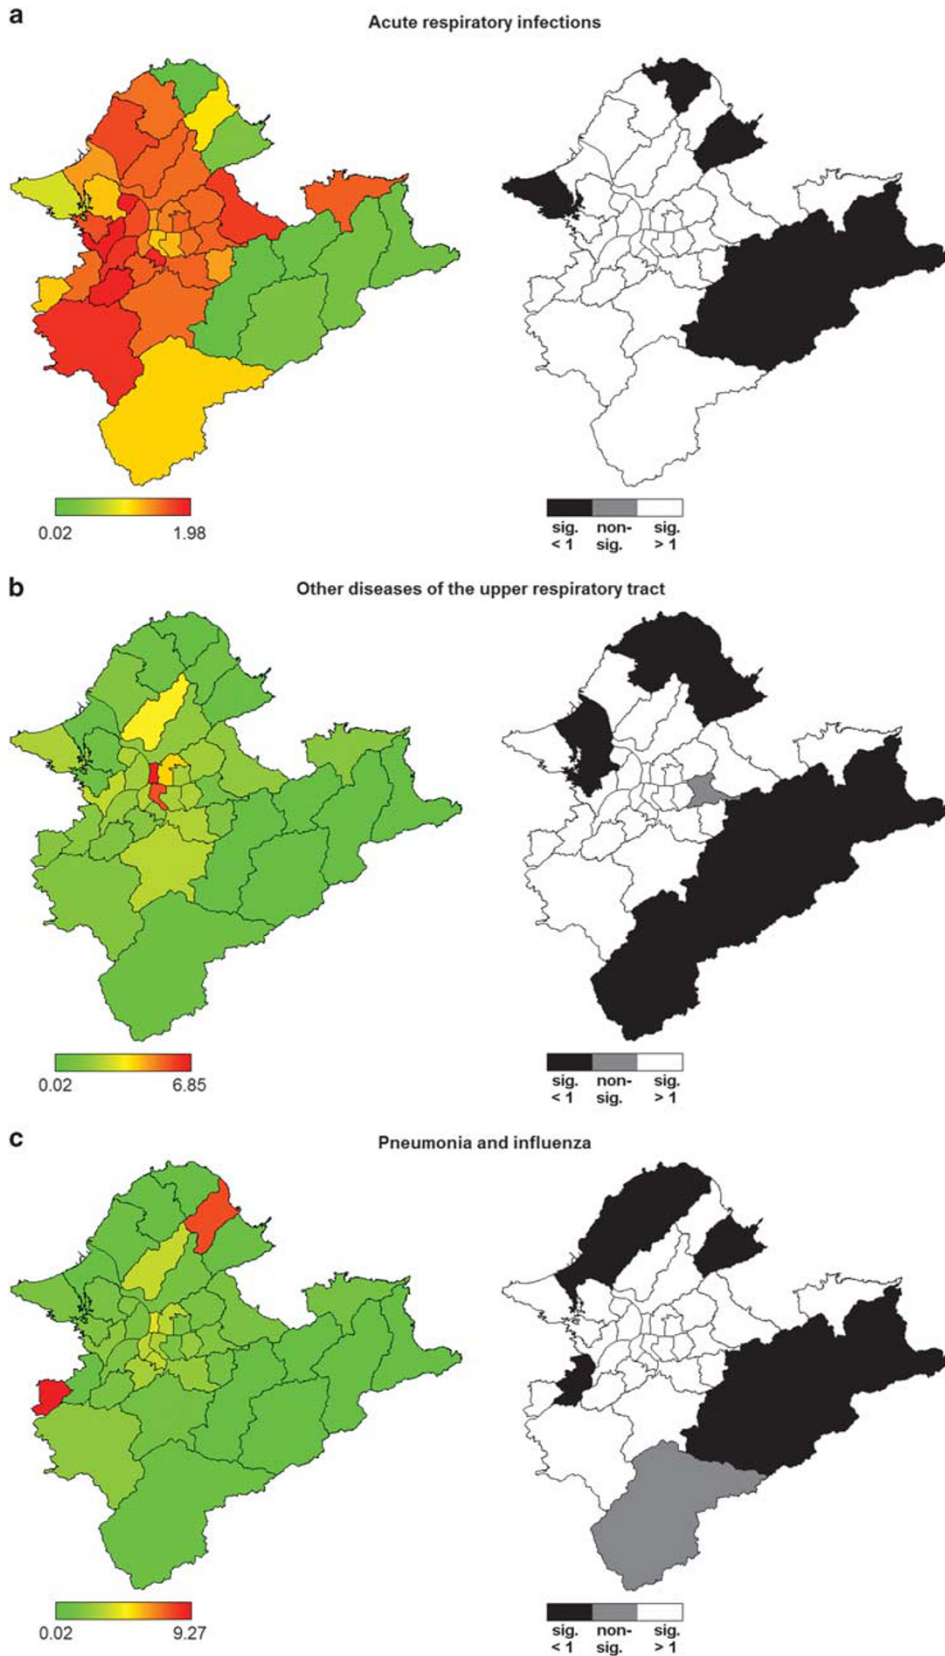 a
Acute respiratory infections
0.02 1.98
sig. non- sig.
< 1 sig. > 1
b
Other diseases of the upper respiratory tract
0.02 6.85
sig. non- sig.
< 1 sig. > 1
c
Pneumonia and influenza
0.02 9.27
sig. non- sig.
< 1 sig. > 1